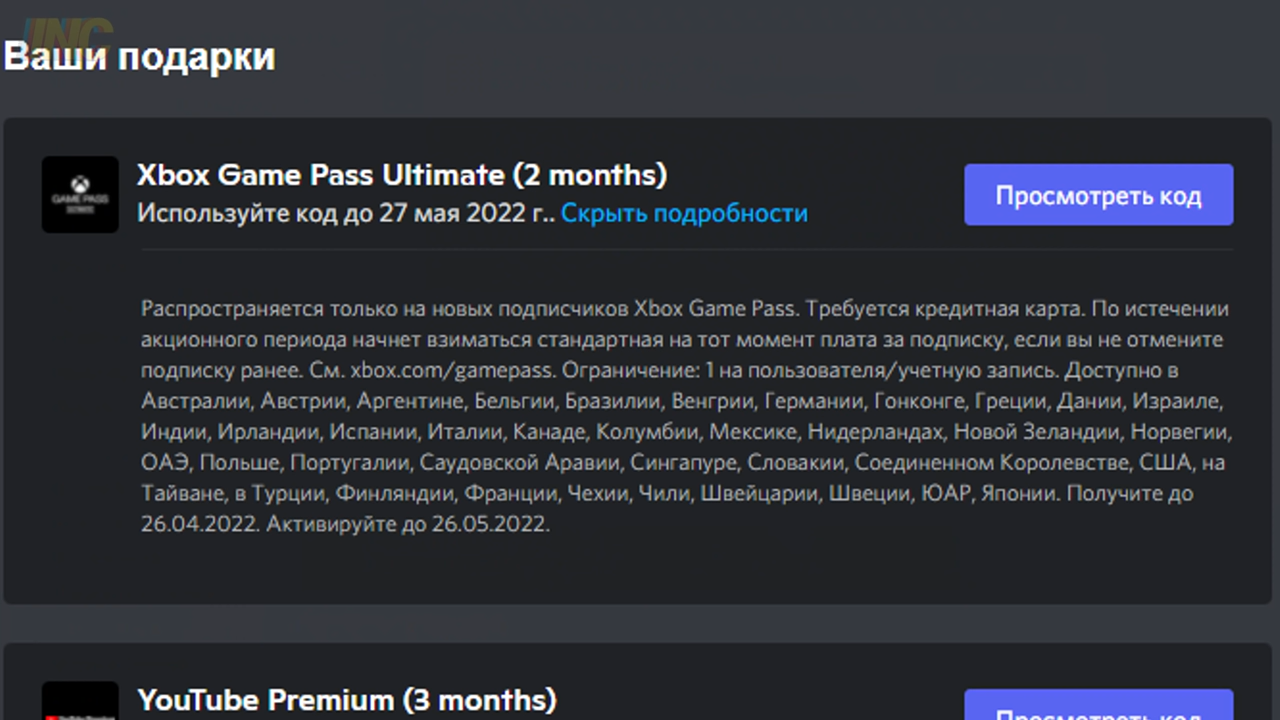 INC
Ваши подарки
Xbox Game Pass Ultimate (2 months)
Используйте код до 27 мая 2022 г.. Скрыть подробности
Просмотреть код
GAME PASS
Распространяется только на новых подписчиков Xbox Game Pass. Требуется кредитная карта. По истечении
акционного периода начнет взиматься стандартная на тот момент плата за подписку, если вы не отмените
подписку ранее. См. xbox.com/gamepass. Ограничение: 1 на пользователя/учетную запись. Доступно в
Австралии, Австрии, Аргентине, Бельгии, Бразилии, Венгрии, Германии, Гонконге, Греции, Дании, Израиле,
Индии, Ирландии, Испании, Италии, Канаде, Колумбии, Мексике, Нидерландах, Новой Зеландии, Норвегии,
ОАЭ, Польше, Португалии, Саудовской Аравии, Сингапуре, Словакии, Соединенном Королевстве, США, на
Тайване, в Турции, Финляндии, Франции, Чехии, Чили, Швейцарии, Швеции, ЮАР, Японии. Получите до
26.04.2022. Активируйте до 26.05.2022.
YouTube Premium (3 months)
Просмотреть код